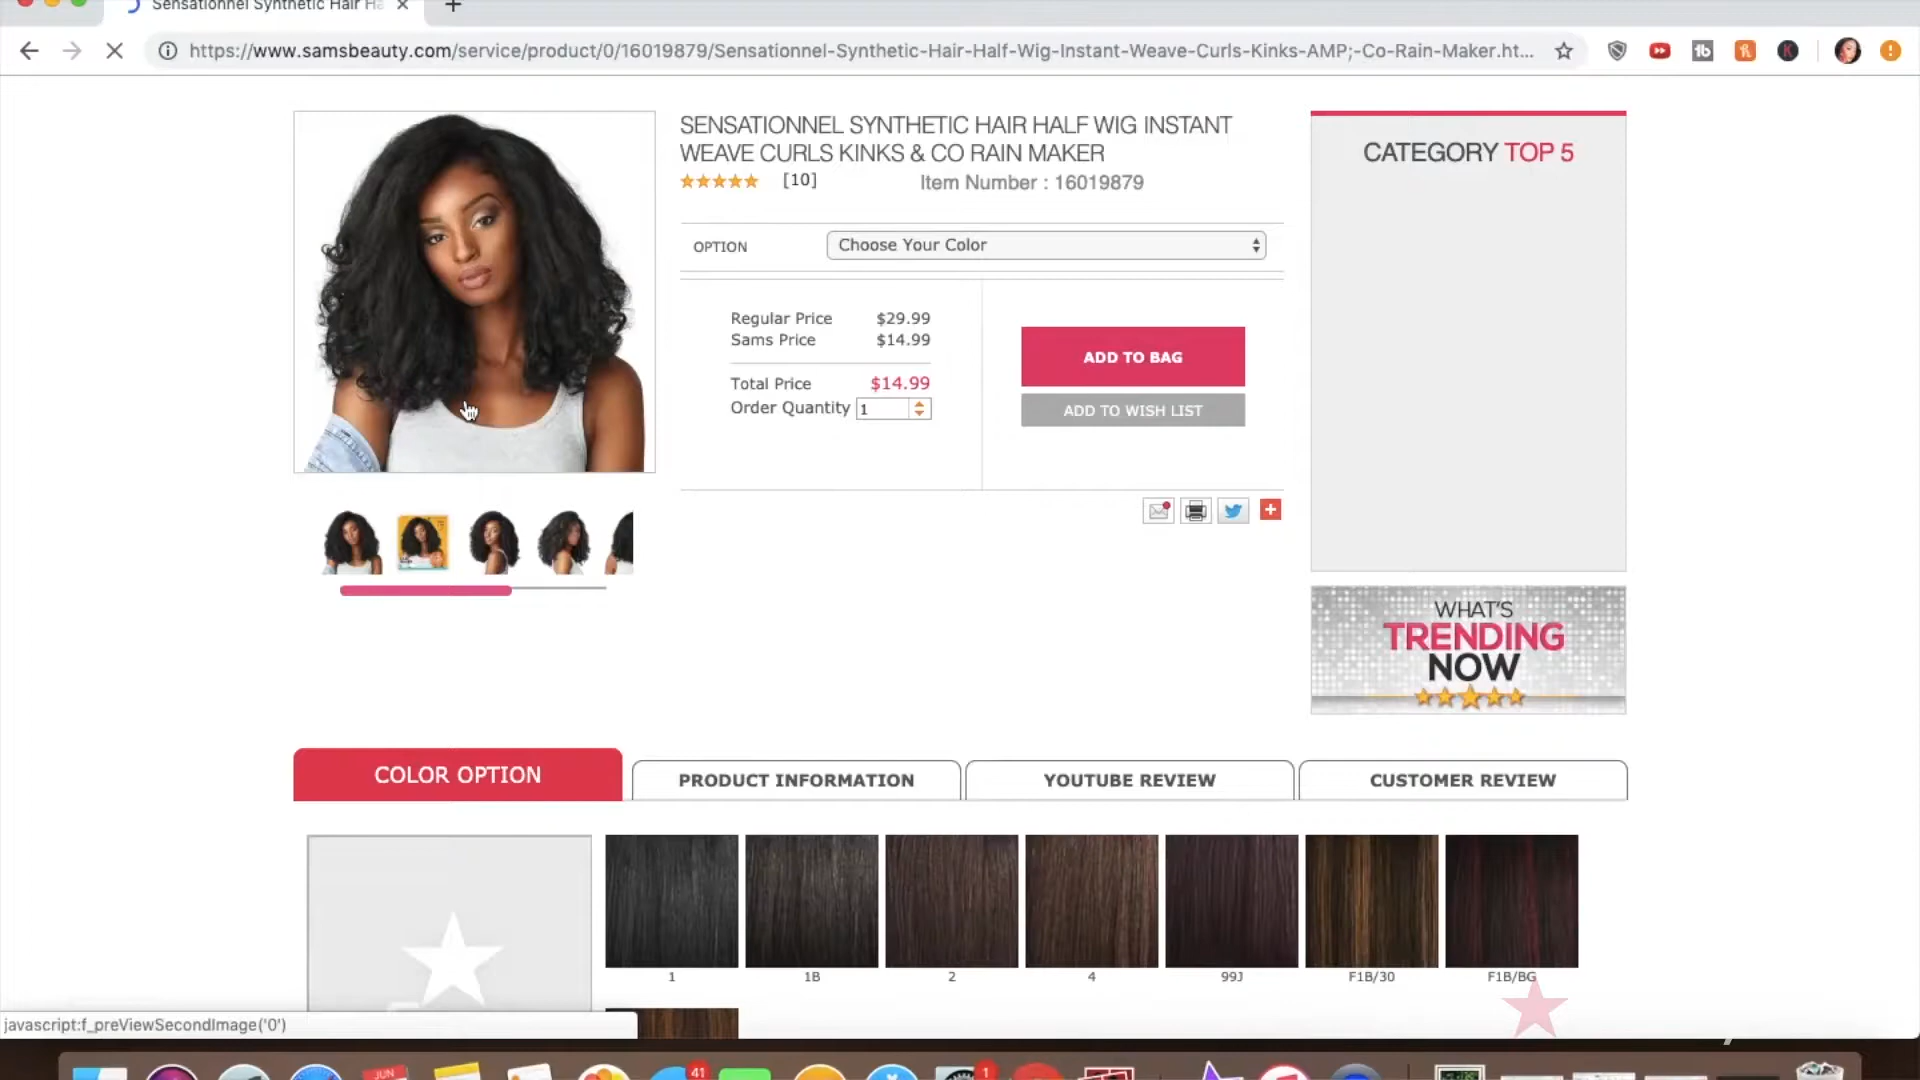 Sensationnel Synthetic Hair Ha
https://www.samsbeauty.com/service/product/0/16019879/Sensationnel-Synthetic-Hair-Half-Wig-Instant-Weave-Curls-Kinks-AMP;-Co-Rain-Maker.ht...
SENSATIONNEL SYNTHETIC HAIR HALF WIG INSTANT
WEAVE CURLS KINKS & CO RAIN MAKER
[10]
Item Number : 16019879
OPTION
Choose Your Color
Regular Price $29.99
Sams Price $14.99
Total Price $14.99
Order Quantity 1
ADD TO BAG
ADD TO WISH LIST
CATEGORY TOP 5
WHAT'S
TRENDING
NOW
COLOR OPTION
PRODUCT INFORMATION
YOUTUBE REVIEW
CUSTOMER REVIEW
1
1B
2
4
99J
F1B/30
F1B/BG
javascript:f_preViewSecondImage('0')
JUN
41
1